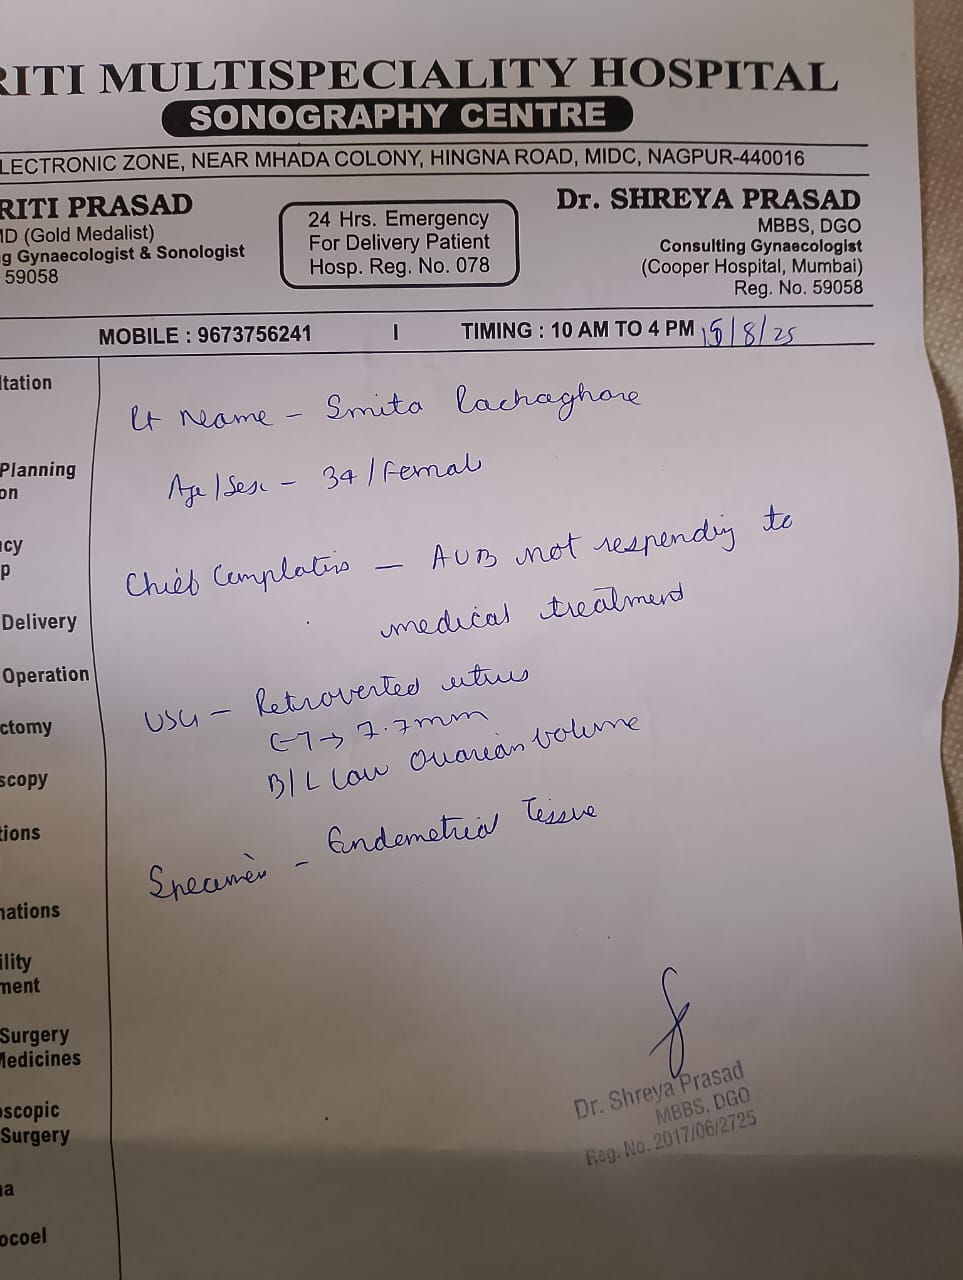 RITI MULTISPECIALITY HOSPITAL
SONOGRAPHY CENTRE
LECTRONIC ZONE, NEAR MHADA COLONY, HINGNA ROAD, MIDC, NAGPUR-440016
RITI PRASAD
MD (Gold Medalist)
g Gynaecologist & Sonologist
59058
24 Hrs. Emergency
For Delivery Patient
Hosp. Reg. No. 078
Dr. SHREYA PRASAD
MBBS, DGO
Consulting Gynaecologist
(Cooper Hospital, Mumbai)
Reg. No. 59058
MOBILE : 9673756241 | TIMING : 10 AM TO 4 PM /8/25
tation
Planning
on
cy
p
Delivery
Operation
ctomy
scopy
tions
nations
ility
ment
Surgery
Medicines
oscopic
Surgery
na
ocoel
Pt Name - Smita
Age/Sex - 34/Femal
Chief Complatis - AUB not responding to
medical treatment
USG - Retroverted uterus
ET → 7.7mm
B/L low ovarian volume
Specimen - Endometrial Tissue
Dr. Shreya Prasad
MBBS, DGO
Reg. No. 2017/06/2725